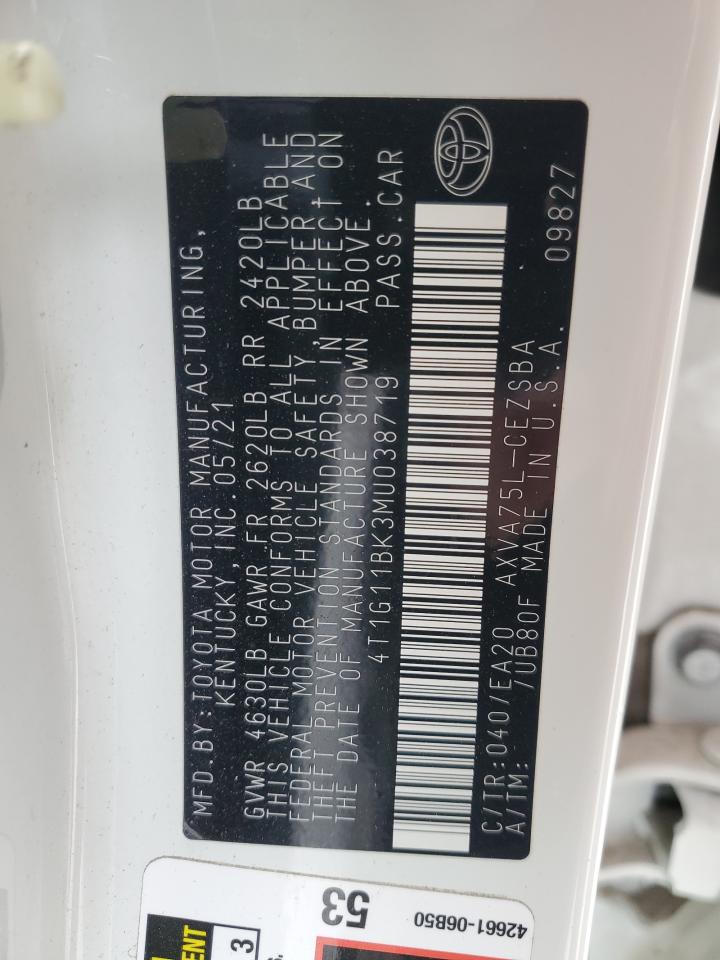 MFD.BY:TOYOTA MOTOR MANUFACTURING,
KENTUCKY, INC. 05/21
GVWR 4630LB GAWR FR 2620LB RR 2420LB
THIS VEHICLE CONFORMS TO ALL APPLICABLE
FEDERAL MOTOR VEHICLE SAFETY, BUMPER, AND
THEFT PREVENTION STANDARDS IN EFFECT ON
THE DATE OF MANUFACTURE SHOWN ABOVE.
4T1G11BK3MU038719 PASS.CAR
C/TR:040/EA20 AXVA75L-CEZSBA
A/TM: 7UB80F MADE IN U.S.A. 09827
53
42661-06B50
3